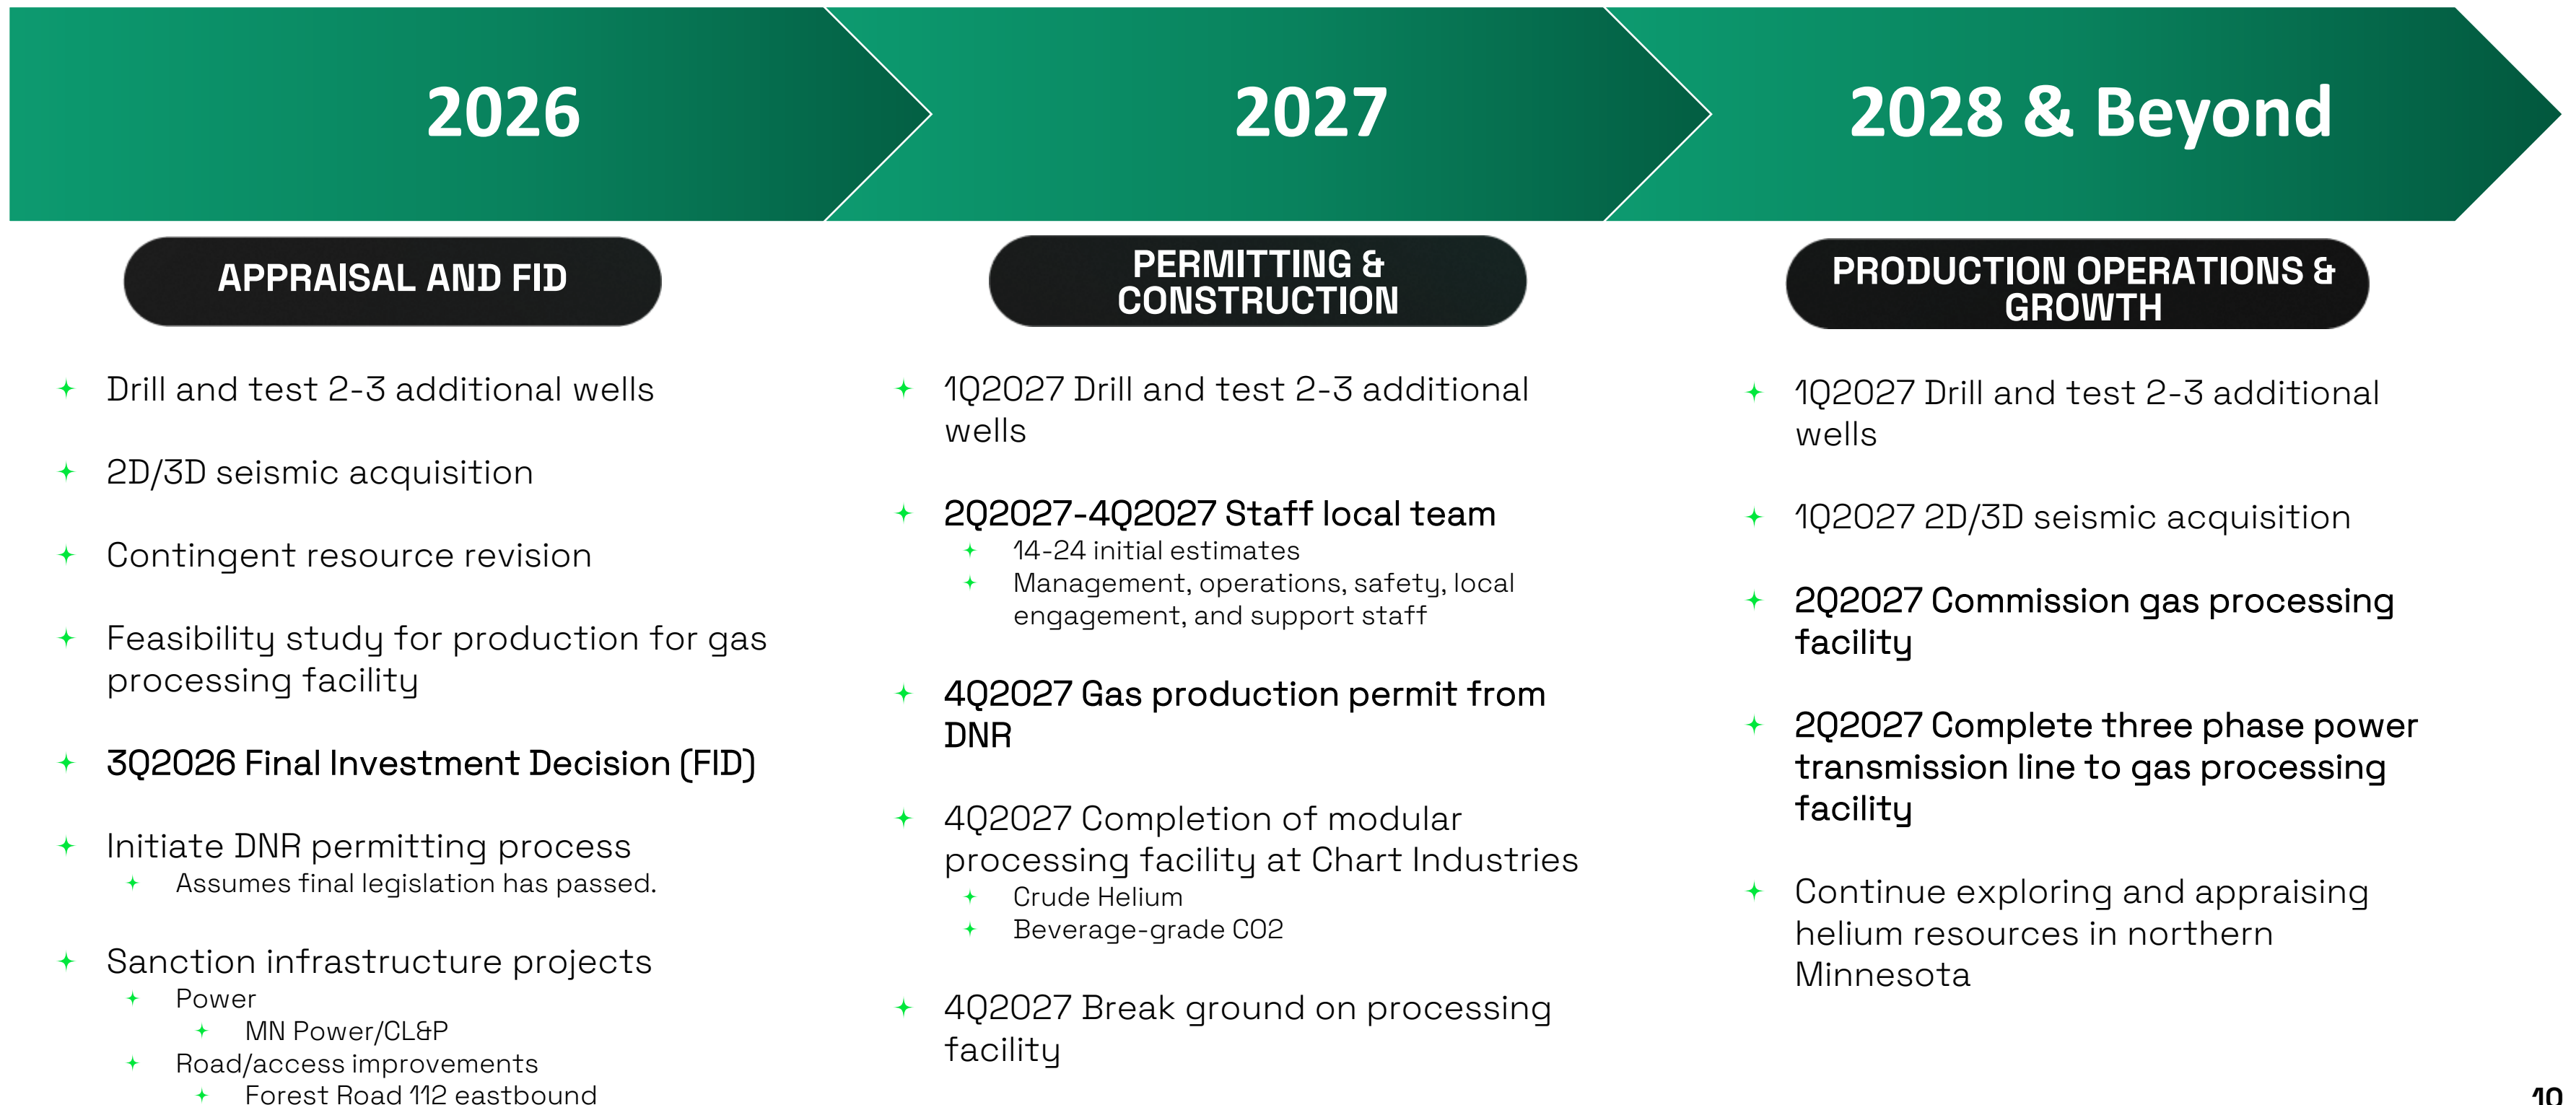 2026
2027
2028 & Beyond
APPRAISAL AND FID
Drill and test 2-3 additional wells
2D/3D seismic acquisition
Contingent resource revision
Feasibility study for production for gas
processing facility
3Q2026 Final Investment Decision (FID)
Initiate DNR permitting process
Assumes final legislation has passed.
Sanction infrastructure projects
Power
MN Power/CL&P
Road/access improvements
Forest Road 112 eastbound
PERMITTING &
CONSTRUCTION
1Q2027 Drill and test 2-3 additional
wells
2Q2027-4Q2027 Staff local team
14-24 initial estimates
Management, operations, safety, local
engagement, and support staff
4Q2027 Gas production permit from
DNR
4Q2027 Completion of modular
processing facility at Chart Industries
Crude Helium
Beverage-grade CO2
4Q2027 Break ground on processing
facility
PRODUCTION OPERATIONS &
GROWTH
1Q2027 Drill and test 2-3 additional
wells
1Q2027 2D/3D seismic acquisition
2Q2027 Commission gas processing
facility
2Q2027 Complete three phase power
transmission line to gas processing
facility
Continue exploring and appraising
helium resources in northern
Minnesota
10